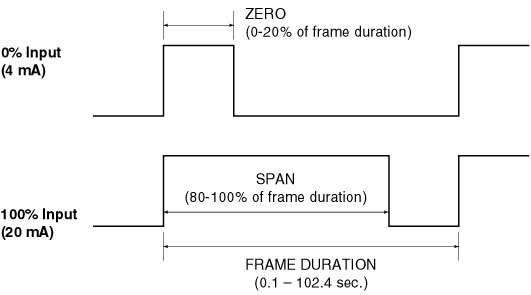 ZERO
(0-20% of frame duration)
0% Input
(4 mA)
SPAN
(80-100% of frame duration)
100% Input
(20 mA)
FRAME DURATION
(0.1 – 102.4 sec.)